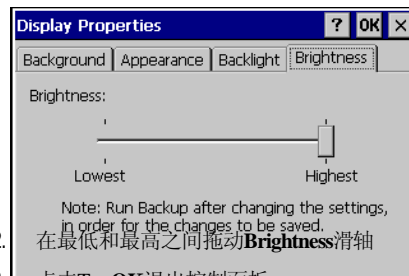 Display Properties ? OK ×
Background Appearance Backlight Brightness
Brightness:
Lowest Highest
Note: Run Backup after changing the settings,
in order for the changes to be saved.
2. 在最低和最高之间拖动Brightness滑轴